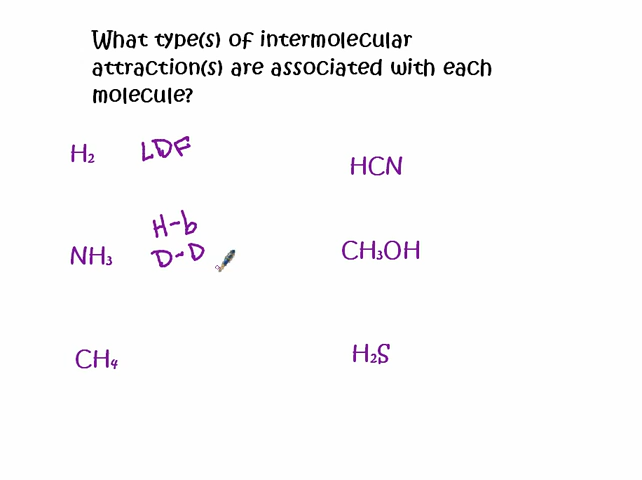 What type(s) of intermolecular
attraction(s) are associated with each
molecule?
H₂ LDF
HCN
H-b
NH₃ D-D
CH₃OH
CH₄
H₂S